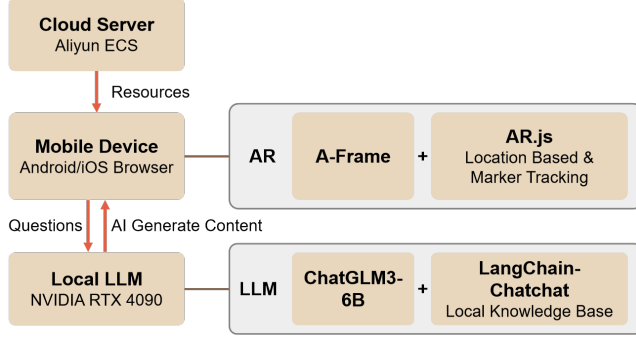 Cloud Server
Aliyun ECS
Resources
Mobile Device
Android/iOS Browser
AR
A-Frame
+
AR.js
Location Based &
Marker Tracking
Questions
AI Generate Content
Local LLM
NVIDIA RTX 4090
LLM
ChatGLM3-
6B
+
LangChain-
Chatchat
Local Knowledge Base